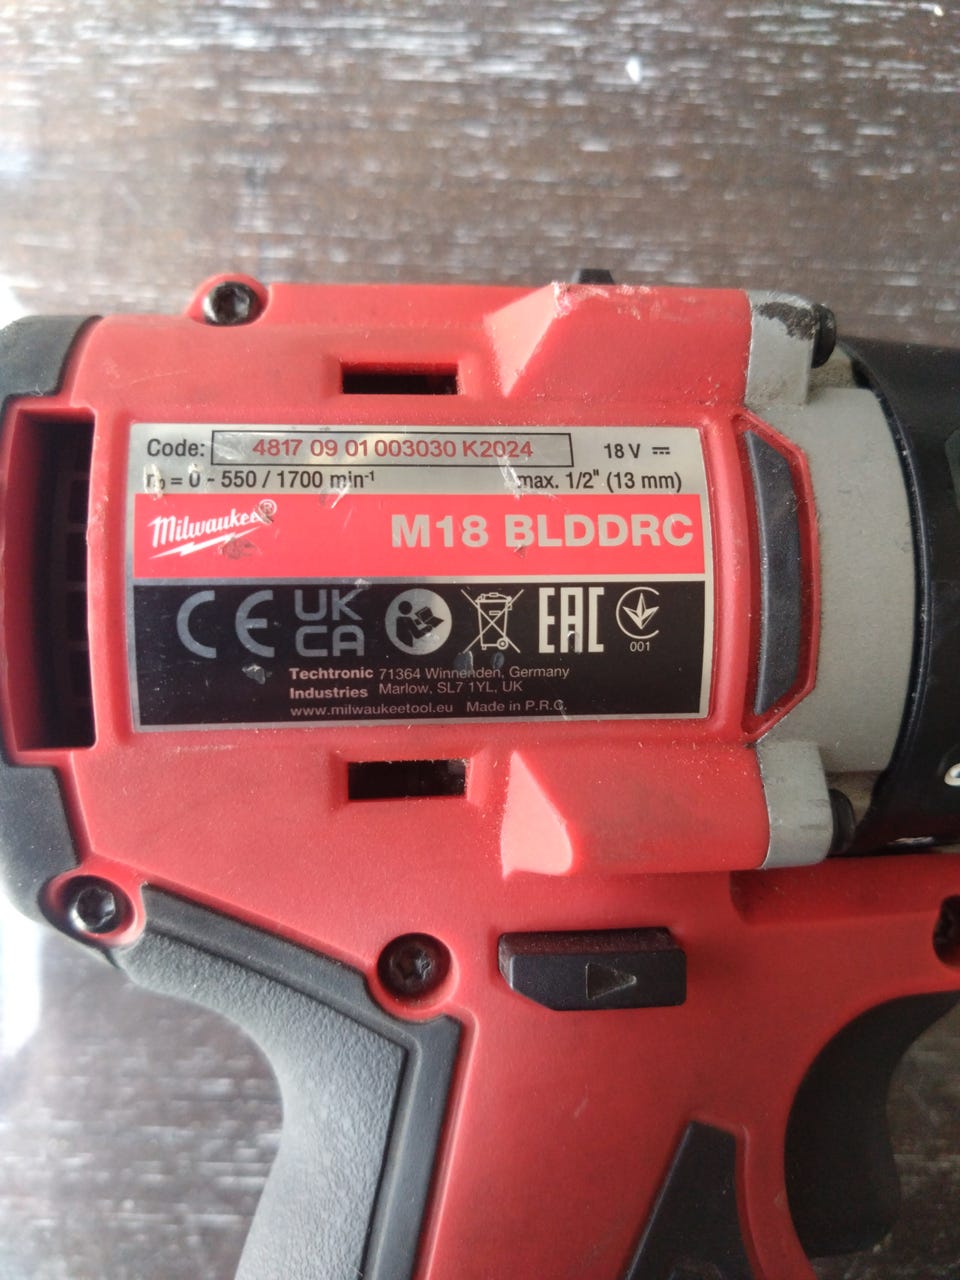 Code: 4817 09 01 003030 K2024 18 V
n₀ = 0 - 550 / 1700 min⁻¹ max. 1/2" (13 mm)
Milwaukee® M18 BLDDRC
CE UK CA EAC 001
Techtronic 71364 Winnenden, Germany
Industries Marlow, SL7 1YL, UK
www.milwaukeetool.eu Made in P.R.C.